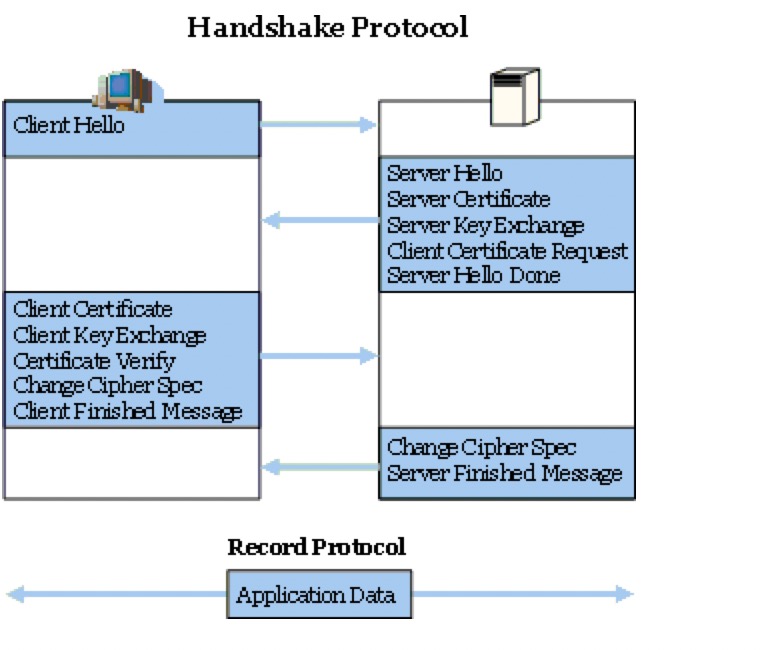 Handshake Protocol
Client Hello
Server Hello
Server Certificate
Server Key Exchange
Client Certificate Request
Server Hello Done
Client Certificate
Client Key Exchange
Certificate Verify
Change Cipher Spec
Client Finished Message
Change Cipher Spec
Server Finished Message
Record Protocol
Application Data